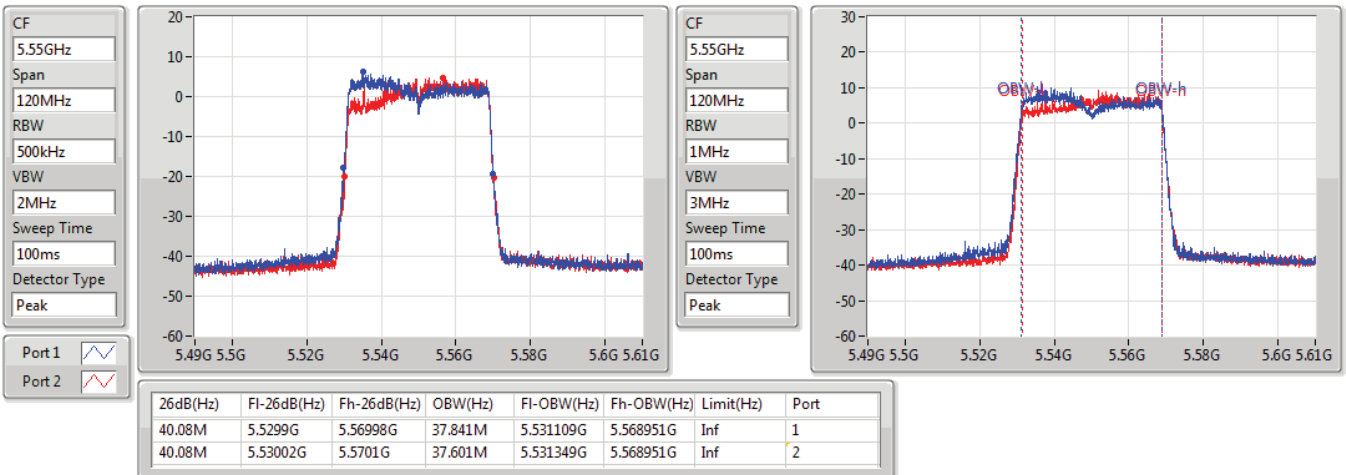 CF
5.55GHz
Span
120MHz
RBW
500kHz
VBW
2MHz
Sweep Time
100ms
Detector Type
Peak
Port 1
Port 2
20
10
0
-10
-20
-30
-40
-50
-60
5.49G 5.5G 5.52G 5.54G 5.56G 5.58G 5.6G 5.61G
CF
5.55GHz
Span
120MHz
RBW
1MHz
VBW
3MHz
Sweep Time
100ms
Detector Type
Peak
30
20
10
0
-10
-20
-30
-40
-50
-60
OBW-h
5.49G 5.5G 5.52G 5.54G 5.56G 5.58G 5.6G 5.61G
26dB(Hz) Fl-26dB(Hz) Fh-26dB(Hz) OBW(Hz) Fl-OBW(Hz) Fh-OBW(Hz) Limit(Hz) Port
40.08M 5.5299G 5.56998G 37.841M 5.531109G 5.568951G Inf 1
40.08M 5.53002G 5.5701G 37.601M 5.531349G 5.568951G Inf 2